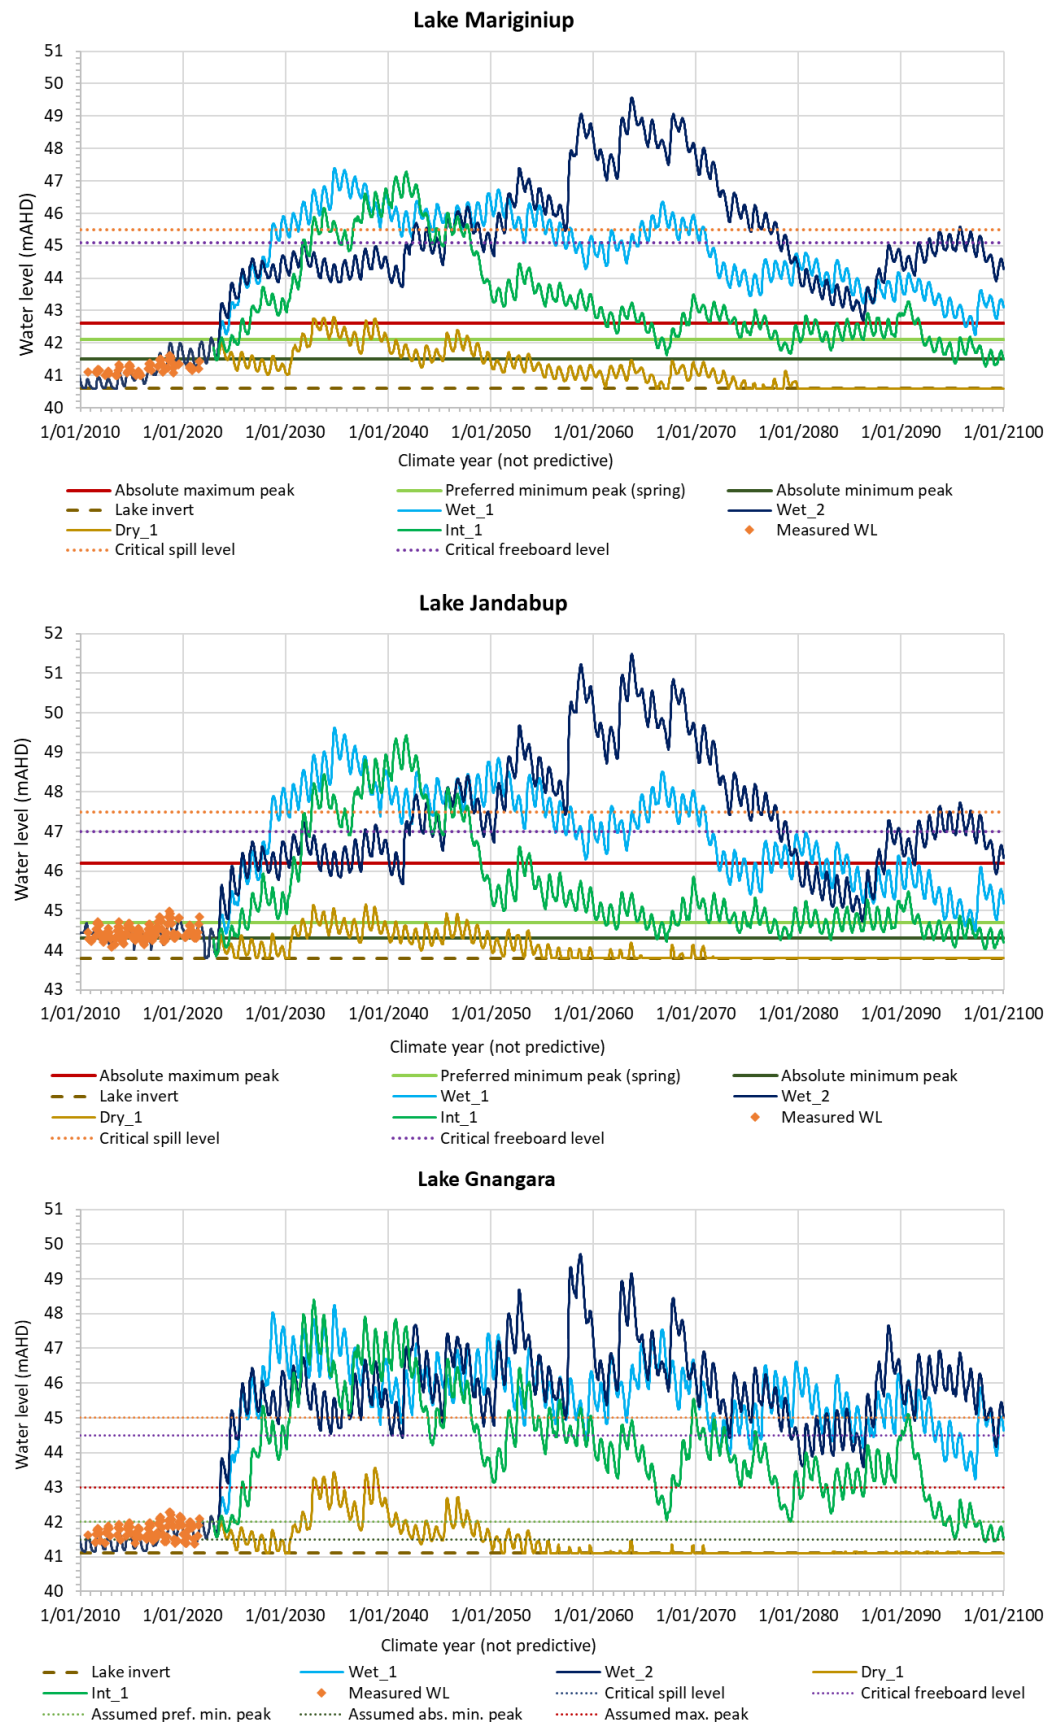 Lake Mariginiup
Water level (mAHD)
51
50
49
48
47
46
45
44
43
42
41
40
1/01/2010 1/01/2020 1/01/2030 1/01/2040 1/01/2050 1/01/2060 1/01/2070 1/01/2080 1/01/2090 1/01/2100
Climate year (not predictive)
Absolute maximum peak Preferred minimum peak (spring) Absolute minimum peak
Lake invert Wet_1 Wet_2
Dry_1 Int_1 Measured WL
Critical spill level Critical freeboard level
Lake Jandabup
Water level (mAHD)
52
51
50
49
48
47
46
45
44
43
1/01/2010 1/01/2020 1/01/2030 1/01/2040 1/01/2050 1/01/2060 1/01/2070 1/01/2080 1/01/2090 1/01/2100
Climate year (not predictive)
Absolute maximum peak Preferred minimum peak (spring) Absolute minimum peak
Lake invert Wet_1 Wet_2
Dry_1 Int_1 Measured WL
Critical spill level Critical freeboard level
Lake Gnangara
Water level (mAHD)
51
50
49
48
47
46
45
44
43
42
41
40
1/01/2010 1/01/2020 1/01/2030 1/01/2040 1/01/2050 1/01/2060 1/01/2070 1/01/2080 1/01/2090 1/01/2100
Climate year (not predictive)
Lake invert Wet_1 Wet_2 Dry_1
Int_1 Measured WL Critical spill level Critical freeboard level
Assumed pref. min. peak Assumed abs. min. peak Assumed max. peak